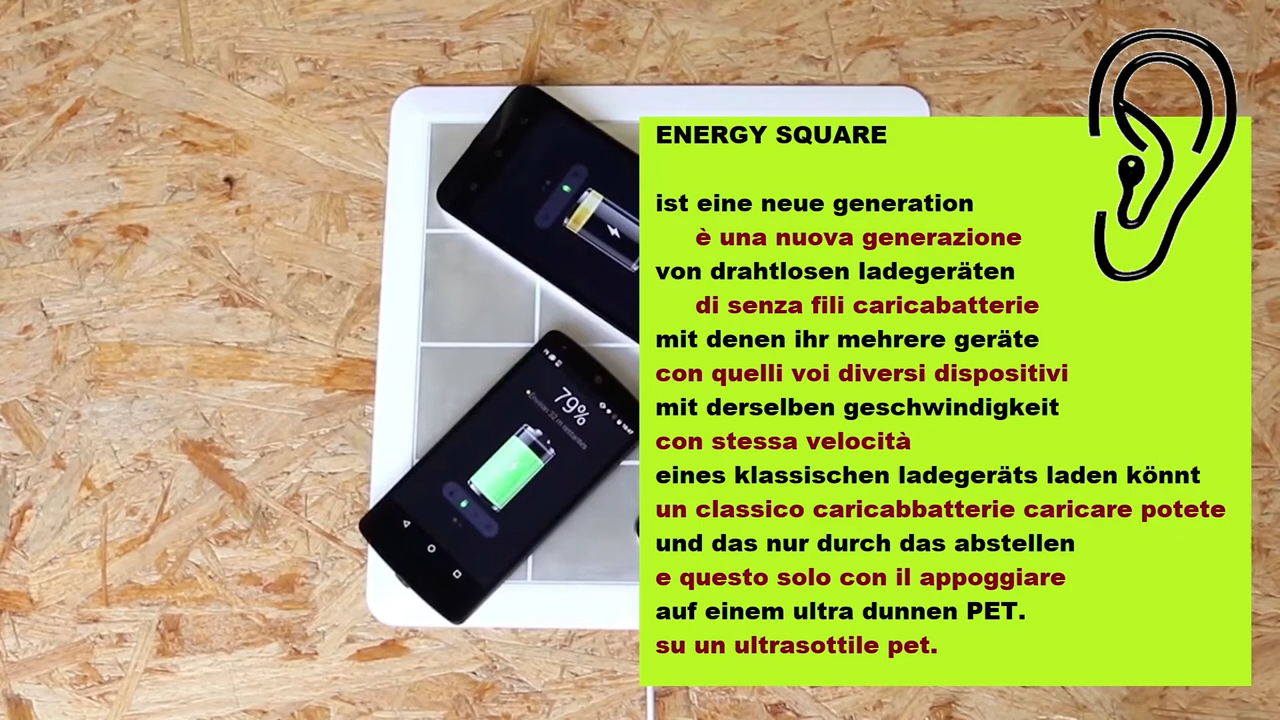 ENERGY SQUARE
ist eine neue generation
è una nuova generazione
von drahtlosen ladegeräten
di senza fili caricabatterie
mit denen ihr mehrere geräte
con quelli voi diversi dispositivi
mit derselben geschwindigkeit
con stessa velocità
eines klassischen ladegeräts laden könnt
un classico caricabbatterie caricare potete
und das nur durch das abstellen
e questo solo con il appoggiare
auf einem ultra dunnen PET.
su un ultrasottile pet.
79%